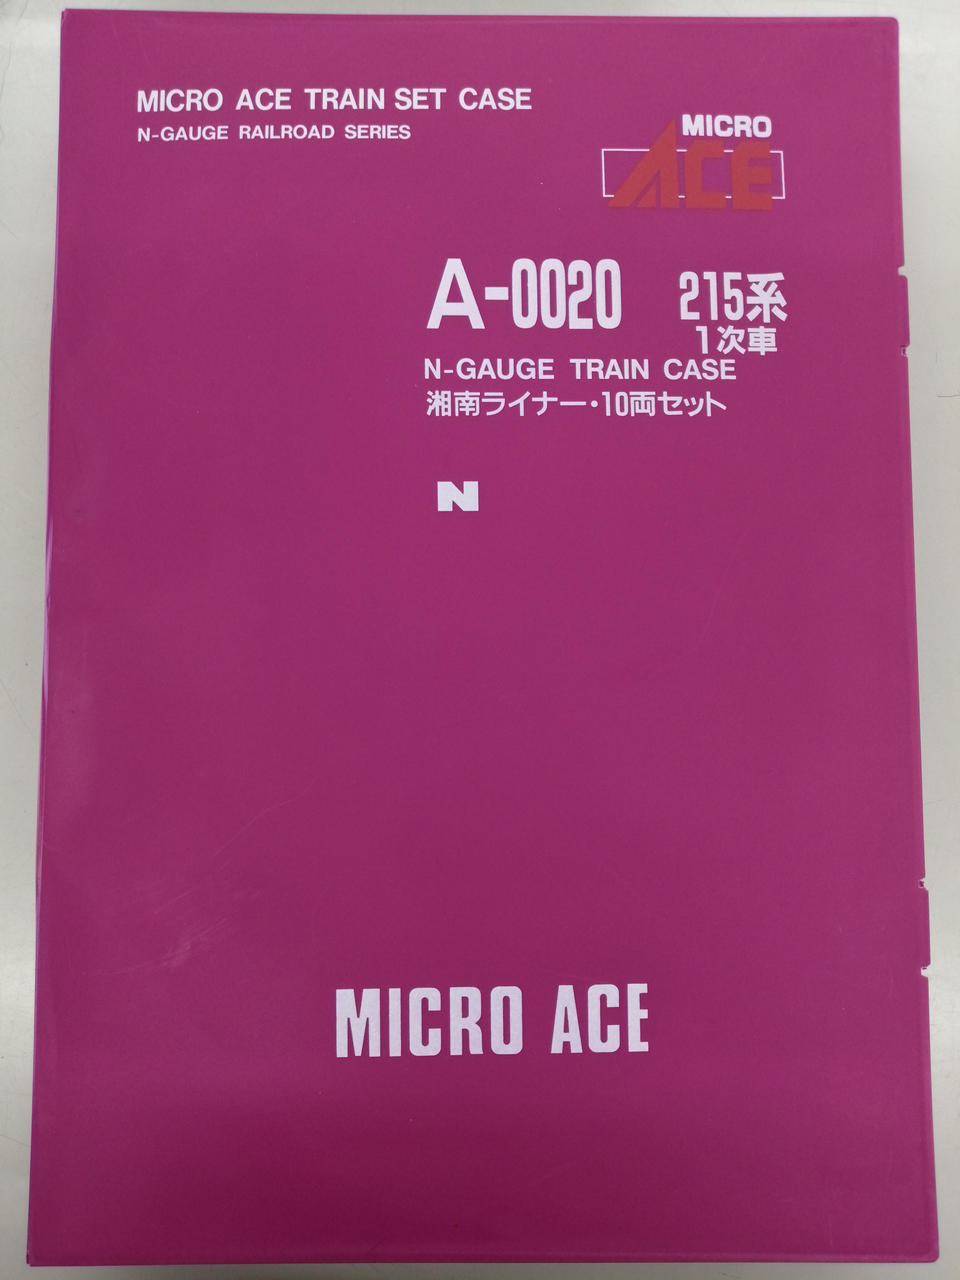 MICRO ACE TRAIN SET CASE
N-GAUGE RAILROAD SERIES
MICRO
ACE
A-0020 215系
1次車
N-GAUGE TRAIN CASE
湘南ライナー・10両セット
N
MICRO ACE